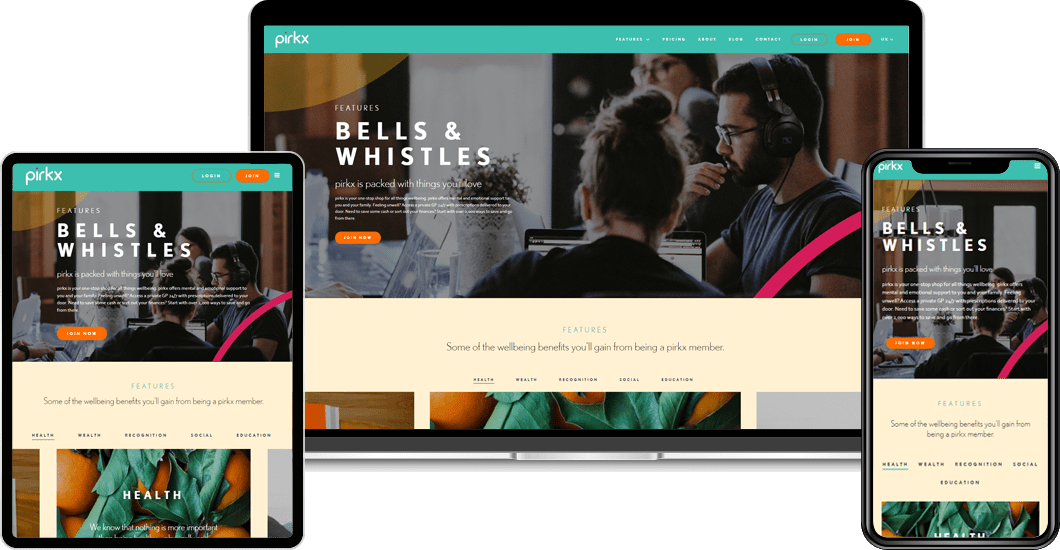 pirkx
LOGIN
JOIN
FEATURES
BELLS &
WHISTLES
pirkx is packed with things you'll love
pirkx is your one-stop shop for all things wellbeing. pirkx offers mental and emotional support to
you and your family. Feeling unwell? Access a private GP 24/7 with prescriptions delivered to your
door. Need to save some cash or sort out your finances? Start with over 1,000 ways to save and go
from there.
JOIN NOW
FEATURES
Some of the wellbeing benefits you'll gain from being a pirkx member.
HEALTH WEALTH RECOGNITION SOCIAL EDUCATION
HEALTH
We know that nothing is more important
pirkx
FEATURES PRICING ABOUT BLOG CONTACT LOGIN JOIN UK
FEATURES
BELLS &
WHISTLES
pirkx is packed with things you'll love
pirkx is your one-stop shop for all things wellbeing. pirkx offers mental and emotional support to
you and your family. Feeling unwell? Access a private GP 24/7 with prescriptions delivered to your
door. Need to save some cash or sort out your finances? Start with over 1,000 ways to save and go
from there.
JOIN NOW
FEATURES
Some of the wellbeing benefits you'll gain from being a pirkx member.
HEALTH WEALTH RECOGNITION SOCIAL EDUCATION
pirkx
FEATURES
BELLS &
WHISTLES
pirkx is packed with things you'll love
pirkx is your one-stop shop for all things wellbeing. pirkx offers
mental and emotional support to you and your family. Feeling
unwell? Access a private GP 24/7 with prescriptions delivered to your
door. Need to save some cash or sort out your finances? Start with
over 1,000 ways to save and go from there.
JOIN NOW
FEATURES
Some of the wellbeing benefits you'll gain from
being a pirkx member.
HEALTH WEALTH RECOGNITION SOCIAL
EDUCATION
HEALTH